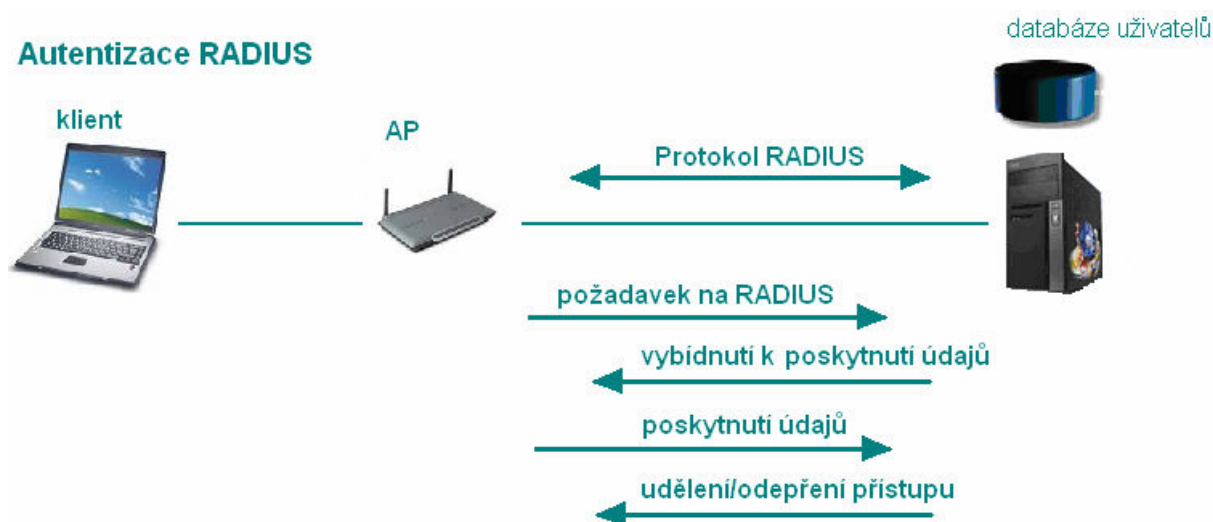 databáze uživatelů
Autentizace RADIUS
klient
AP
Protokol RADIUS
požadavek na RADIUS
vybídnutí k poskytnutí údajů
poskytnutí údajů
udělení/odepření přístupu